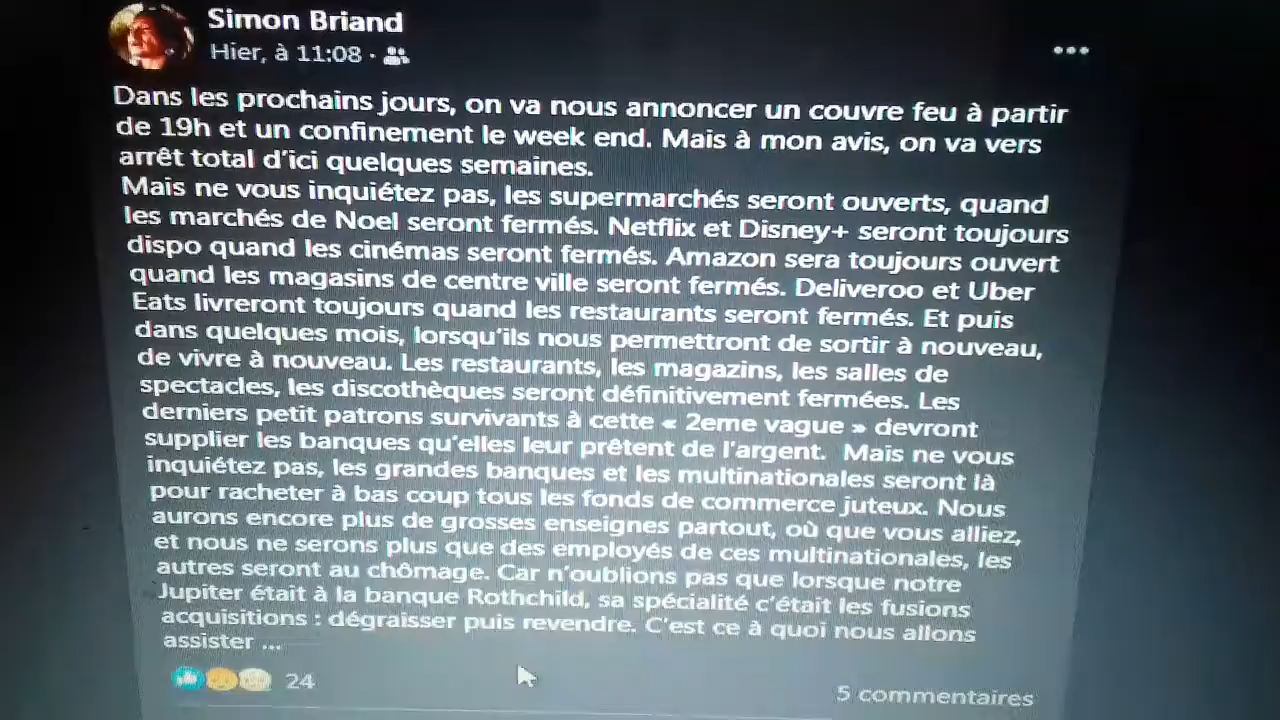 Simon Briand
Hier, à 11:08 ·
Dans les prochains jours, on va nous annoncer un couvre feu à partir
de 19h et un confinement le week end. Mais à mon avis, on va vers
arrêt total d'ici quelques semaines.
Mais ne vous inquiétez pas, les supermarchés seront ouverts, quand
les marchés de Noel seront fermés. Netflix et Disney+ seront toujours
dispo quand les cinémas seront fermés. Amazon sera toujours ouvert
quand les magasins de centre ville seront fermés. Deliveroo et Uber
Eats livreront toujours quand les restaurants seront fermés. Et puis
dans quelques mois, lorsqu'ils nous permettront de sortir à nouveau,
de vivre à nouveau. Les restaurants, les magazins, les salles de
spectacles, les discothèques seront définitivement fermées. Les
derniers petit patrons survivants à cette « 2eme vague » devront
supplier les banques qu'elles leur prêtent de l'argent. Mais ne vous
inquiétez pas, les grandes banques et les multinationales seront là
pour racheter à bas coup tous les fonds de commerce juteux. Nous
aurons encore plus de grosses enseignes partout, où que vous alliez,
et nous ne serons plus que des employés de ces multinationales, les
autres seront au chômage. Car n'oublions pas que lorsque notre
Jupiter était à la banque Rothchild, sa spécialité c'était les fusions
acquisitions : dégraisser puis revendre. C'est ce à quoi nous allons
assister ...
24
5 commentaires